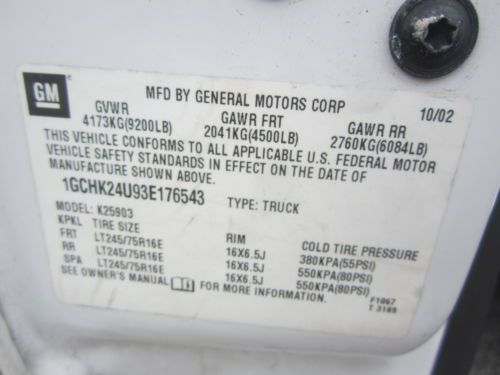 GM
MFD BY GENERAL MOTORS CORP 10/02
GVWR GAWR FRT GAWR RR
4173KG(9200LB) 2041KG(4500LB) 2760KG(6084LB)
THIS VEHICLE CONFORMS TO ALL APPLICABLE U.S. FEDERAL MOTOR
VEHICLE SAFETY STANDARDS IN EFFECT ON THE DATE OF
MANUFACTURE SHOWN ABOVE.
1GCHK24U93E176543 TYPE: TRUCK
MODEL: K25903
KPKL TIRE SIZE RIM COLD TIRE PRESSURE
FRT LT245/75R16E 16X6.5J 380KPA(55PSI)
RR LT245/75R16E 16X6.5J 550KPA(80PSI)
SPA LT245/75R16E 16X6.5J 550KPA(80PSI)
SEE OWNER'S MANUAL FOR MORE INFORMATION.
F1067
T 3189